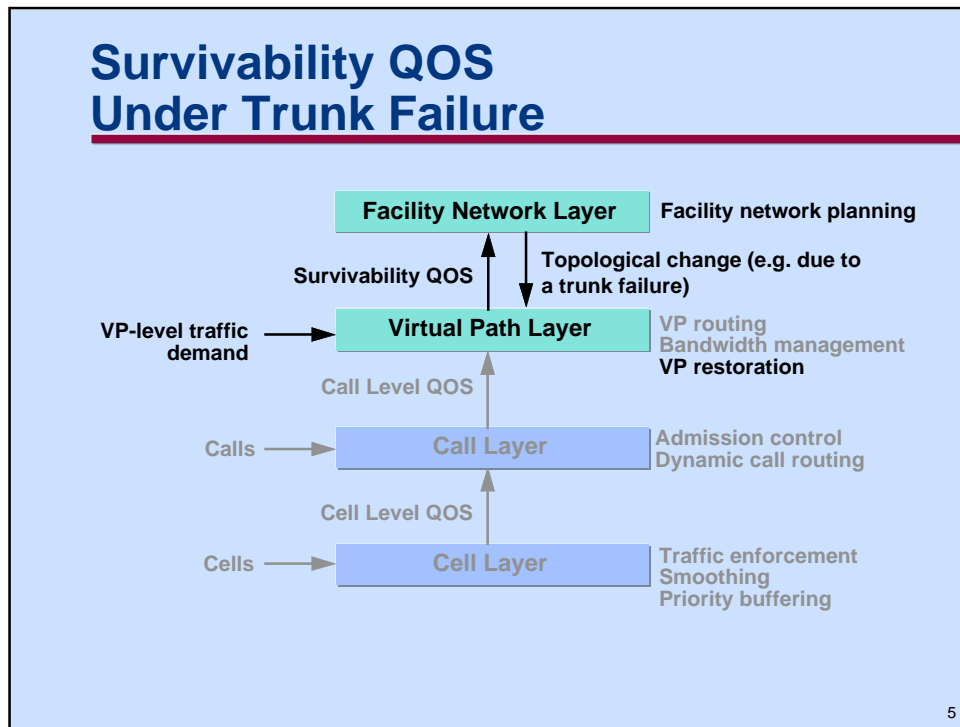 Survivability QOS
Under Trunk Failure
Facility Network Layer
Facility network planning
Survivability QOS
Topological change (e.g. due to
a trunk failure)
VP-level traffic
demand
Virtual Path Layer
VP routing
Bandwidth management
VP restoration
Call Level QOS
Calls
Call Layer
Admission control
Dynamic call routing
Cell Level QOS
Cells
Cell Layer
Traffic enforcement
Smoothing
Priority buffering
5